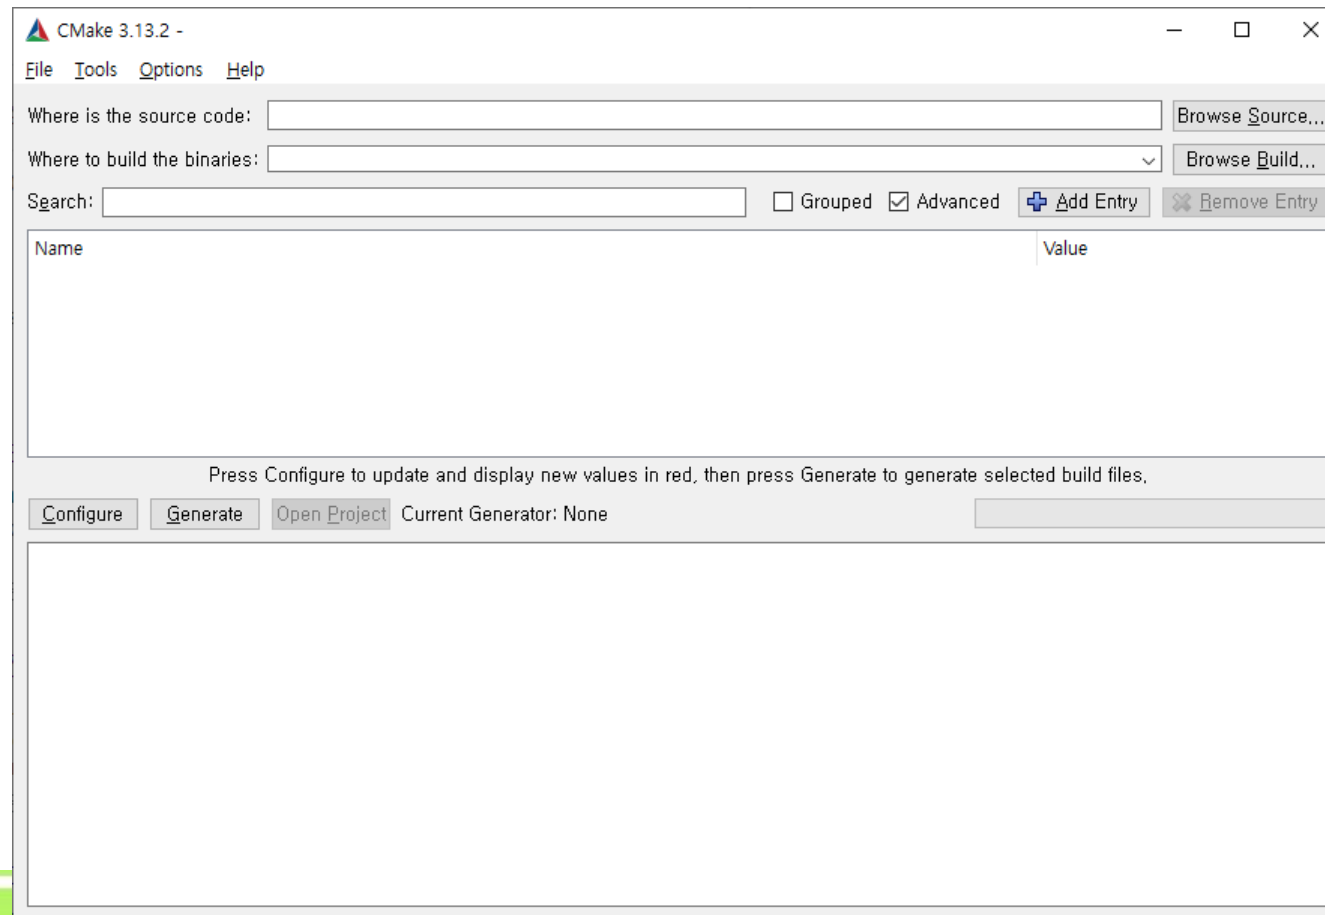 CMake 3.13.2 -
File Tools Options Help
Where is the source code: Browse Source...
Where to build the binaries: Browse Build...
Search: Grouped Advanced Add Entry Remove Entry
Name Value
Press Configure to update and display new values in red, then press Generate to generate selected build files.
Configure Generate Open Project Current Generator: None